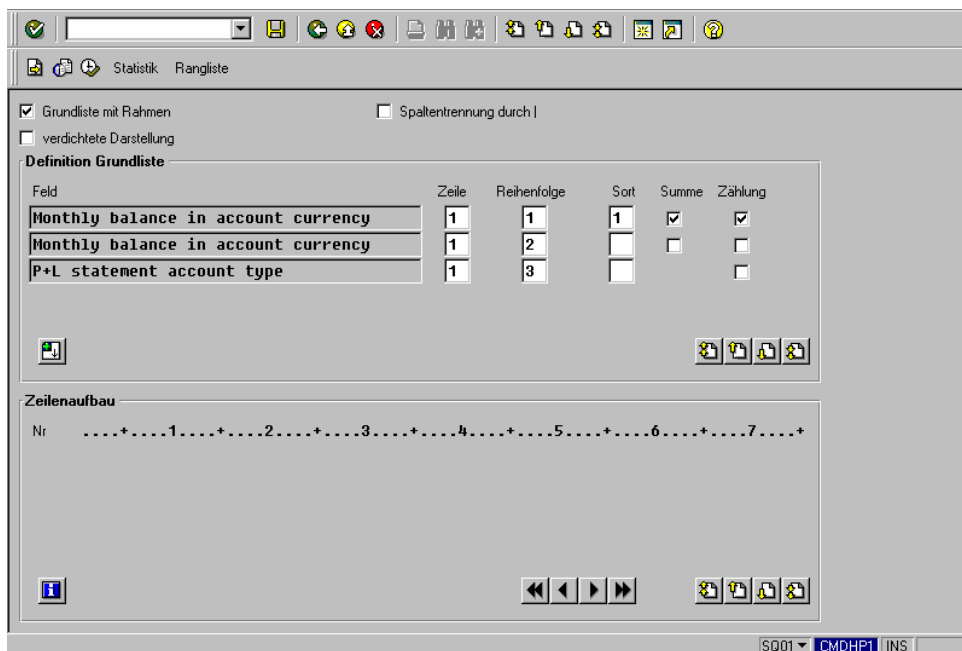 Statistik Rangliste
Grundliste mit Rahmen Spaltentrennung durch |
verdichtete Darstellung
Definition Grundliste
Feld Zeile Reihenfolge Sort Summe Zählung
Monthly balance in account currency 1 1 1
Monthly balance in account currency 1 2
P+L statement account type 1 3
Zeilenaufbau
Nr ....+....1....+....2....+....3....+....4....+....5....+....6....+....7....+
SQ01 CMDHP1 INS